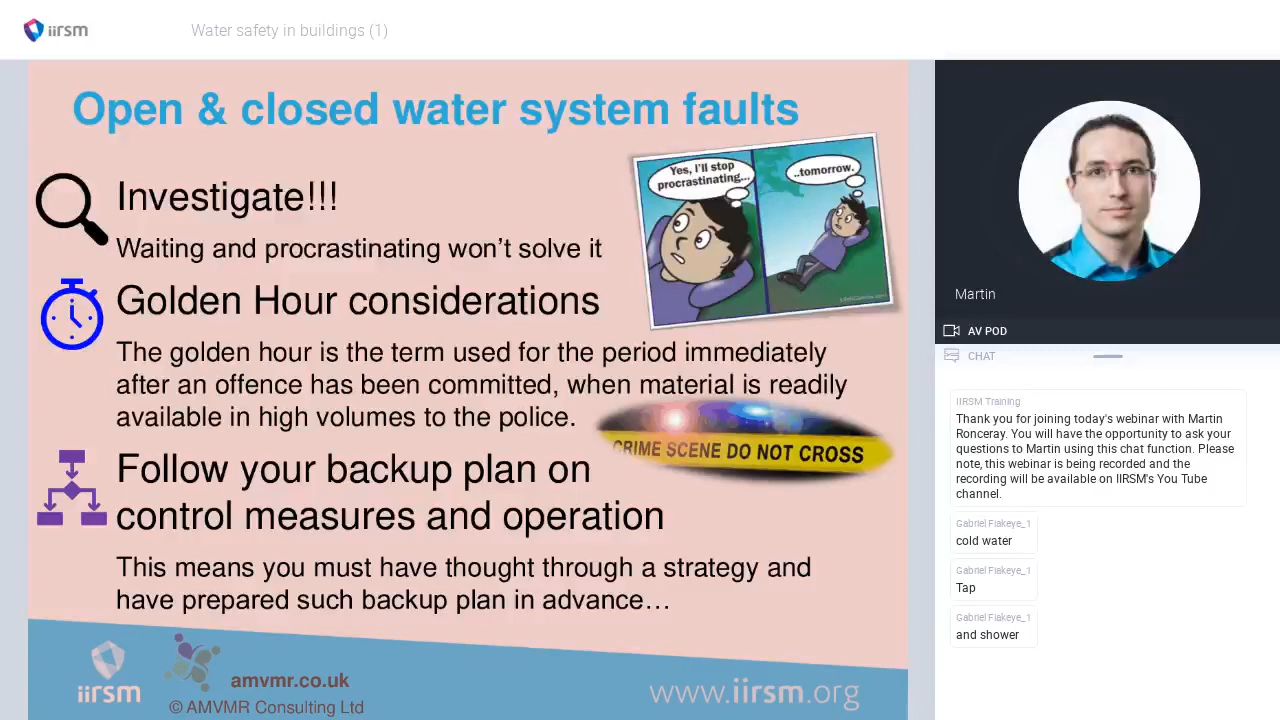 iirsm
Water safety in buildings (1)
Open & closed water system faults
Investigate!!!
Waiting and procrastinating won’t solve it
Yes, I'll stop
procrastinating...
..tomorrow.
Golden Hour considerations
The golden hour is the term used for the period immediately
after an offence has been committed, when material is readily
available in high volumes to the police.
CRIME SCENE DO NOT CROSS
Follow your backup plan on
control measures and operation
This means you must have thought through a strategy and
have prepared such backup plan in advance…
iirsm
amvmr.co.uk
© AMVMR Consulting Ltd
www.iirsm.org
Martin
AV POD
CHAT
IIRSM Training
Thank you for joining today's webinar with Martin
Ronceray. You will have the opportunity to ask your
questions to Martin using this chat function. Please
note, this webinar is being recorded and the
recording will be available on IIRSM's You Tube
channel.
Gabriel Fiakeye_1
cold water
Gabriel Fiakeye_1
Tap
Gabriel Fiakeye_1
and shower